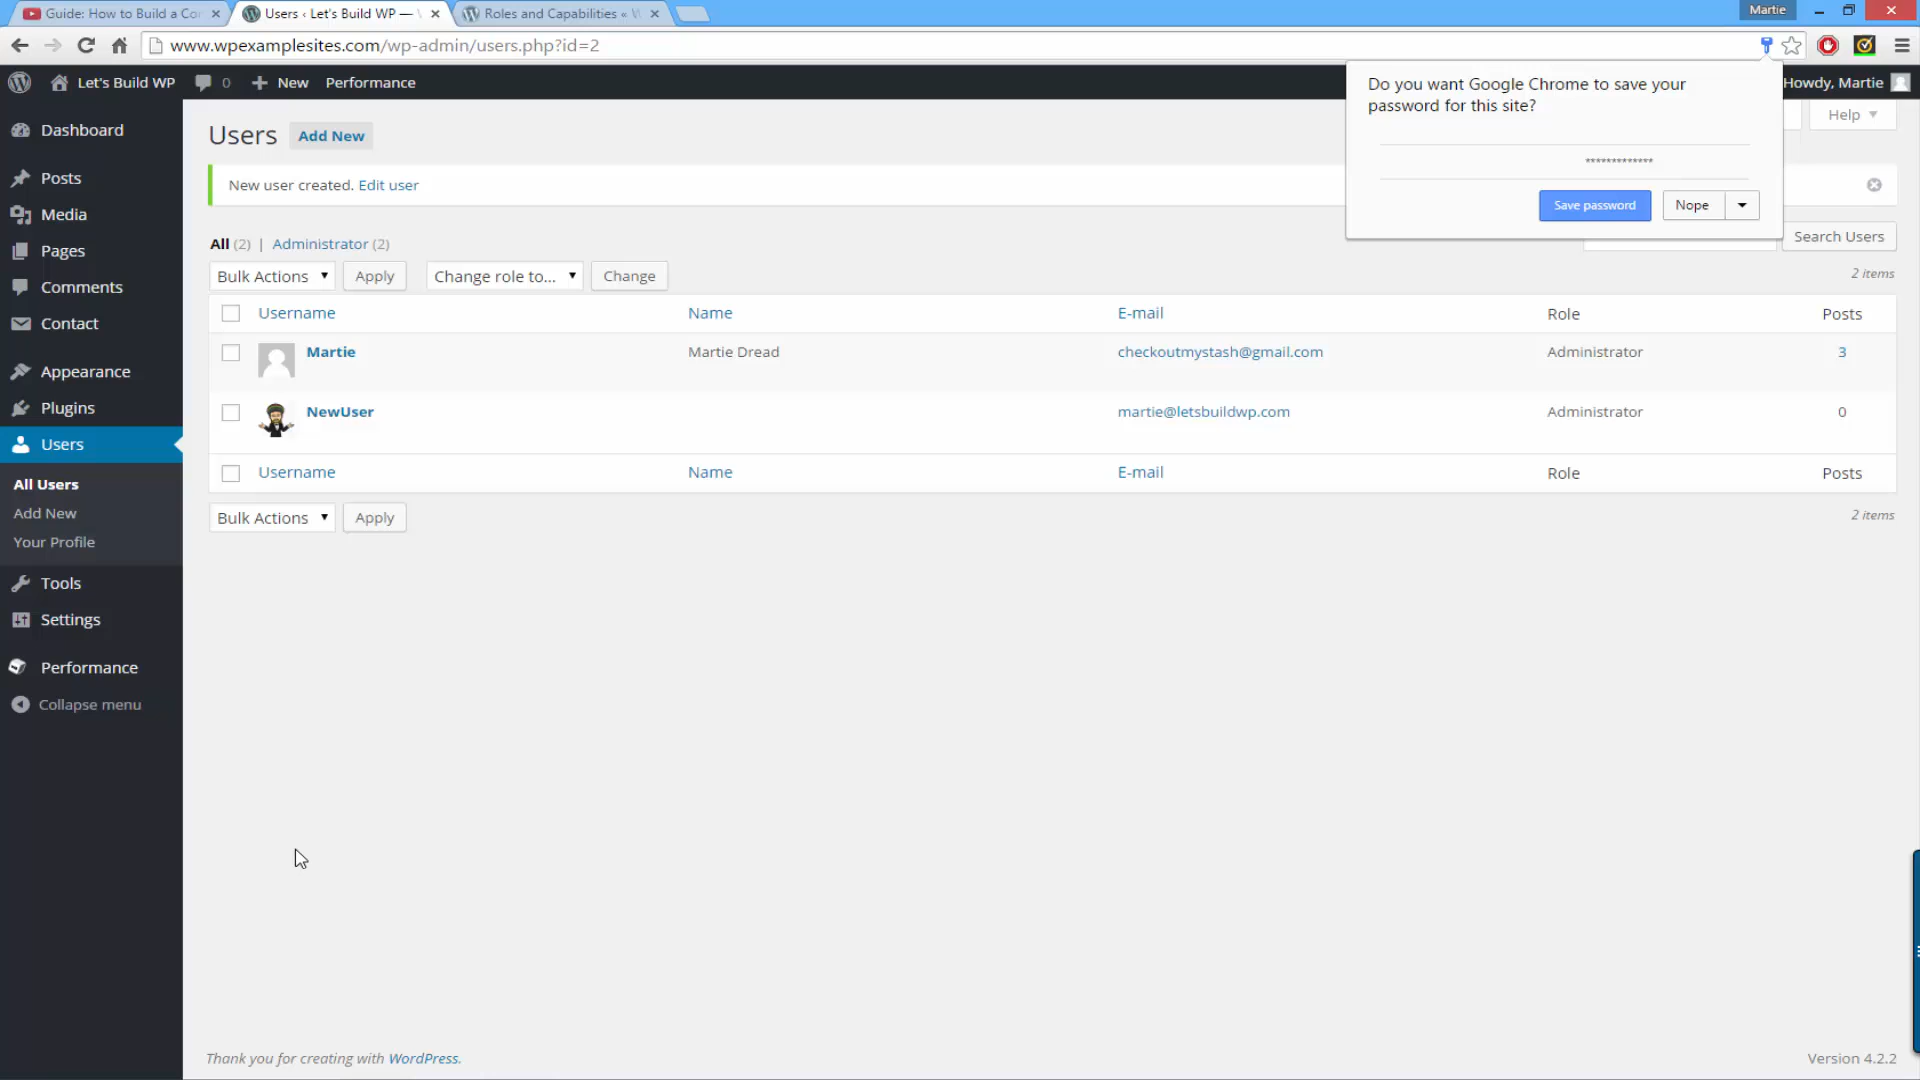 Guide: How to Build a Co
Users ‹ Let's Build WP —
Roles and Capabilities «
Martie
www.wpexamplesites.com/wp-admin/users.php?id=2
Let's Build WP
0
New
Performance
Howdy, Martie
Do you want Google Chrome to save your
password for this site?
*************
Save password
Nope
Help
Users
Add New
New user created. Edit user
All (2) | Administrator (2)
Search Users
Bulk Actions
Apply
Change role to...
Change
2 items
Username
Name
E-mail
Role
Posts
Martie
Martie Dread
checkoutmystash@gmail.com
Administrator
3
NewUser
martie@letsbuildwp.com
Administrator
0
Username
Name
E-mail
Role
Posts
Bulk Actions
Apply
2 items
Dashboard
Posts
Media
Pages
Comments
Contact
Appearance
Plugins
Users
All Users
Add New
Your Profile
Tools
Settings
Performance
Collapse menu
Thank you for creating with WordPress.
Version 4.2.2